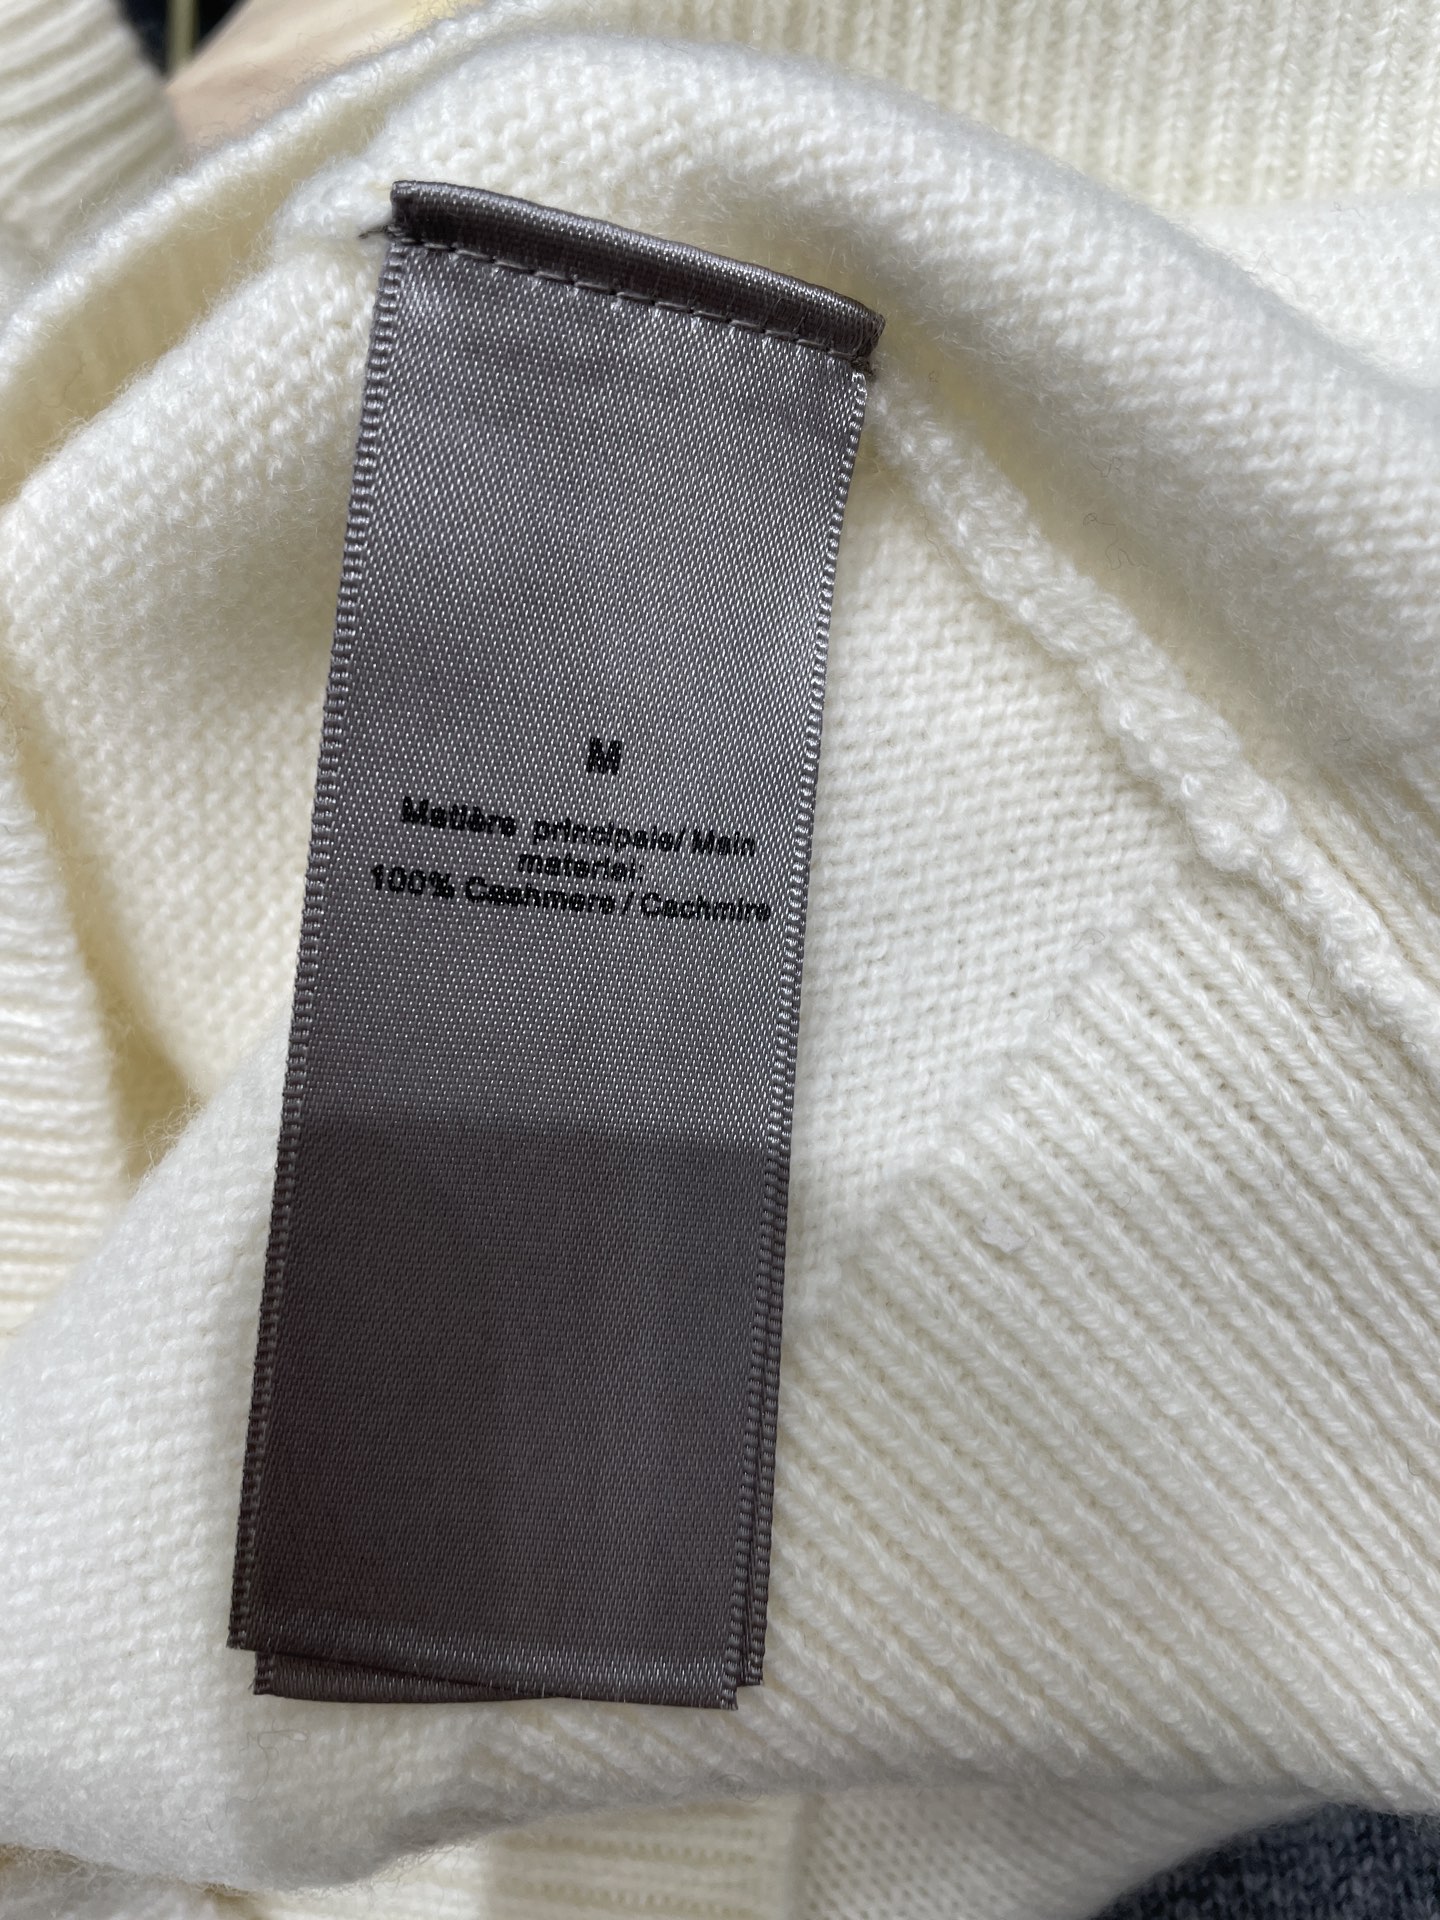 M
Matière principale/ Main
material.
100% Cashmere / Cachmire